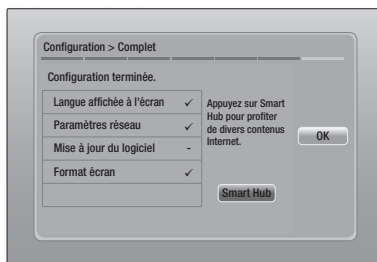 Configuration > Complet
Configuration terminée.
Langue affichée à l'écran ✓
Paramètres réseau ✓
Mise à jour du logiciel -
Format écran ✓
Appuyez sur Smart
Hub pour profiter
de divers contenus
Internet.
Smart Hub
OK